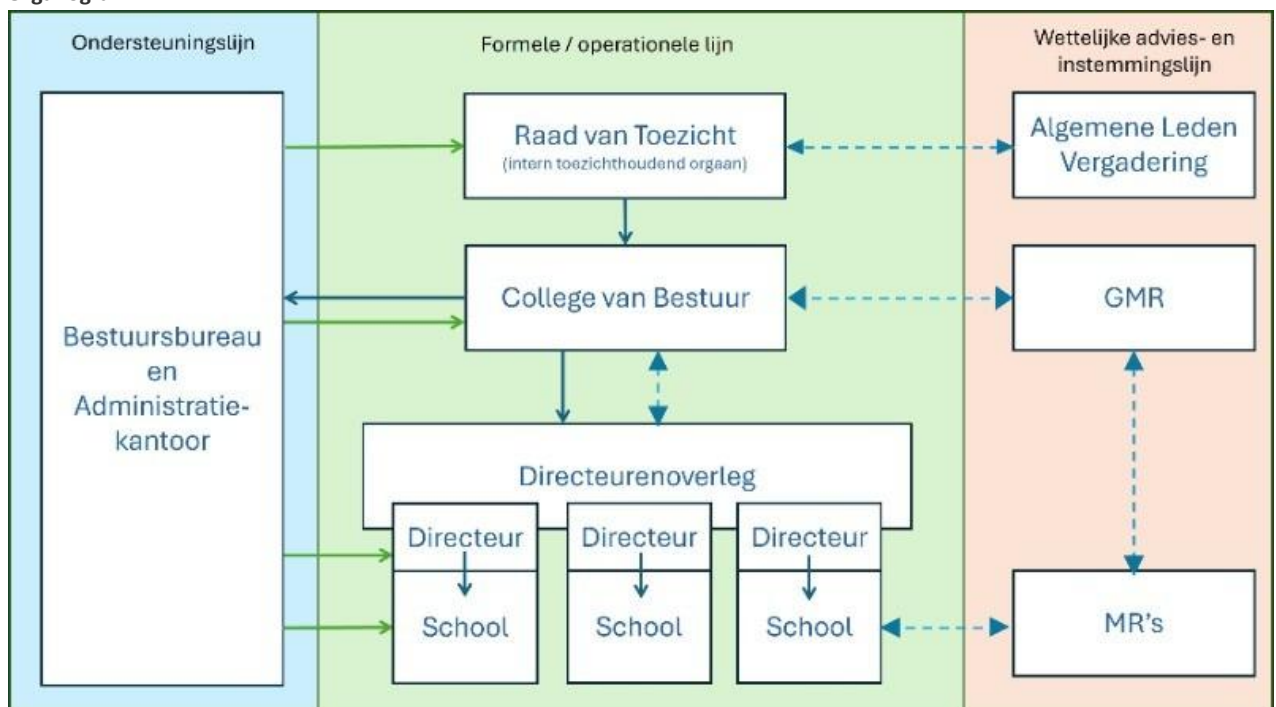 Ondersteuningslijn
Formele / operationele lijn
Wettelijke advies- en
instemmingslijn
Raad van Toezicht
(intern toezichthoudend orgaan)
Algemene Leden
Vergadering
College van Bestuur
GMR
Bestuursbureau
en
Administratie-
kantoor
Directeurenoverleg
Directeur
Directeur
Directeur
School
School
School
MR's